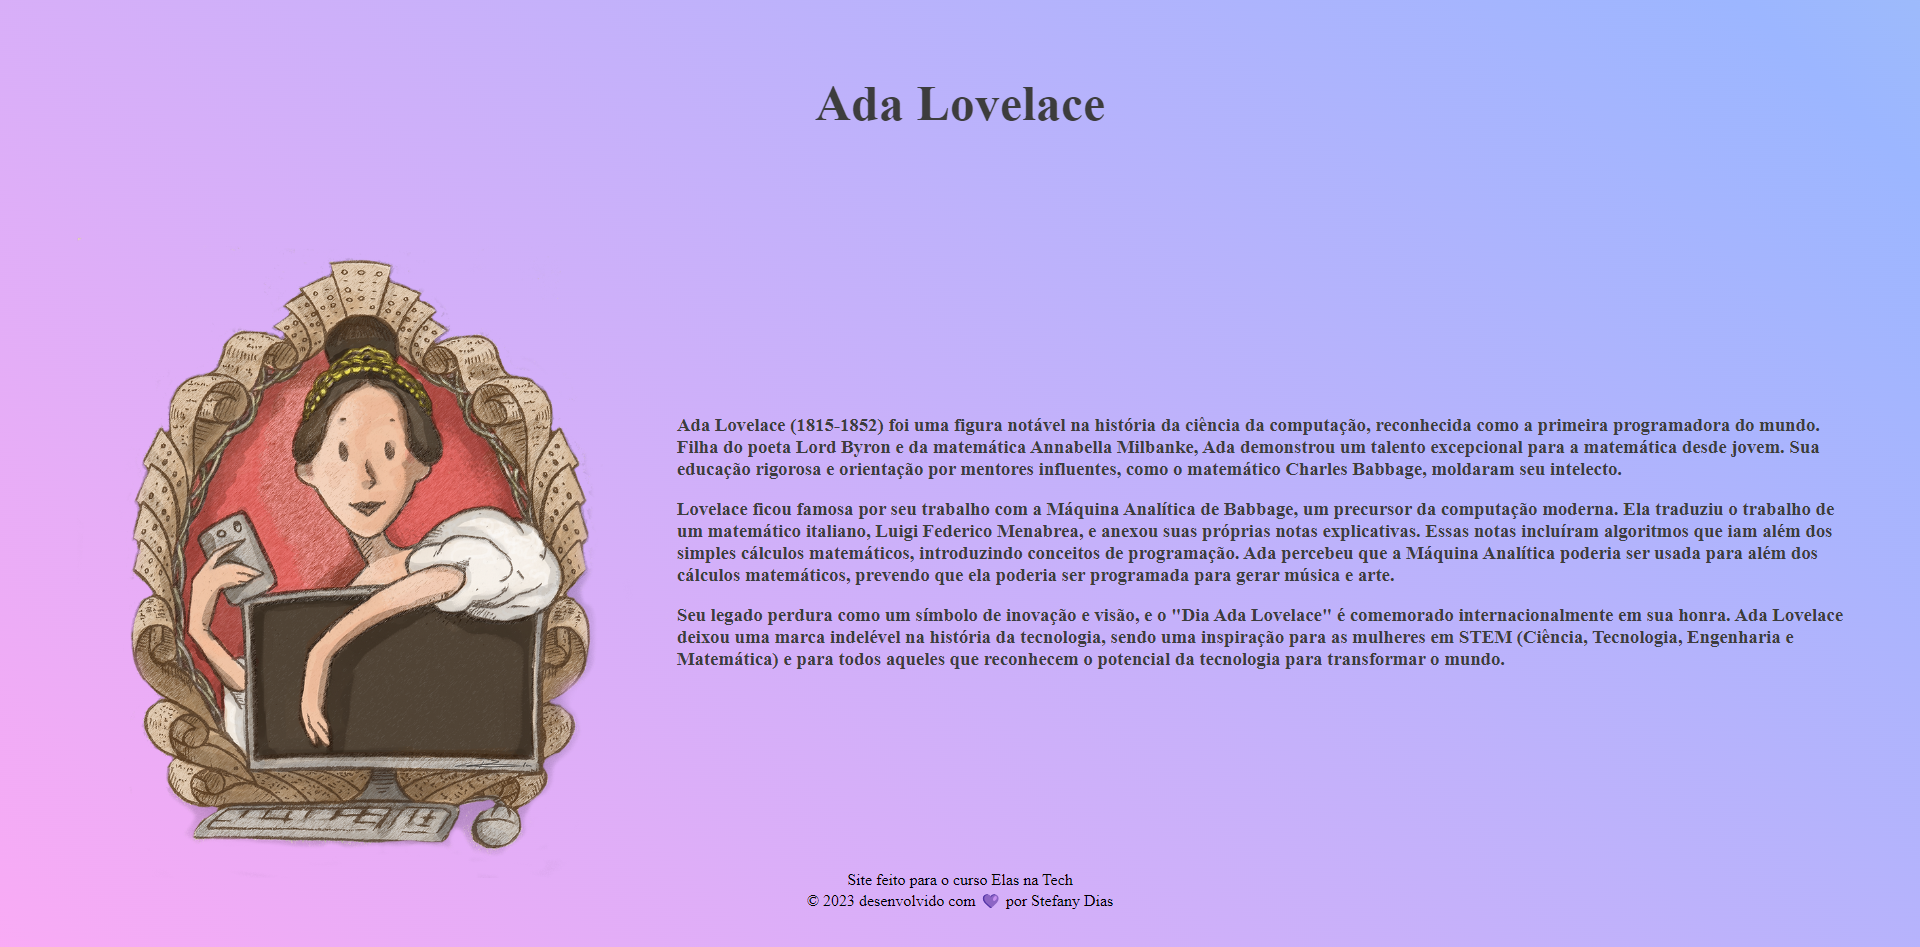 Ada Lovelace
Ada Lovelace (1815-1852) foi uma figura notável na história da ciência da computação, reconhecida como a primeira programadora do mundo.
Filha do poeta Lord Byron e da matemática Annabella Milbanke, Ada demonstrou um talento excepcional para a matemática desde jovem. Sua
educação rigorosa e orientação por mentores influentes, como o matemático Charles Babbage, moldaram seu intelecto.
Lovelace ficou famosa por seu trabalho com a Máquina Analítica de Babbage, um precursor da computação moderna. Ela traduziu o trabalho de
um matemático italiano, Luigi Federico Menabrea, e anexou suas próprias notas explicativas. Essas notas incluíram algoritmos que iam além dos
simples cálculos matemáticos, introduzindo conceitos de programação. Ada percebeu que a Máquina Analítica poderia ser usada para além dos
cálculos matemáticos, prevendo que ela poderia ser programada para gerar música e arte.
Seu legado perdura como um símbolo de inovação e visão, e o "Dia Ada Lovelace" é comemorado internacionalmente em sua honra. Ada Lovelace
deixou uma marca indelével na história da tecnologia, sendo uma inspiração para as mulheres em STEM (Ciência, Tecnologia, Engenharia e
Matemática) e para todos aqueles que reconhecem o potencial da tecnologia para transformar o mundo.
Site feito para o curso Elas na Tech
© 2023 desenvolvido com 💜 por Stefany Dias